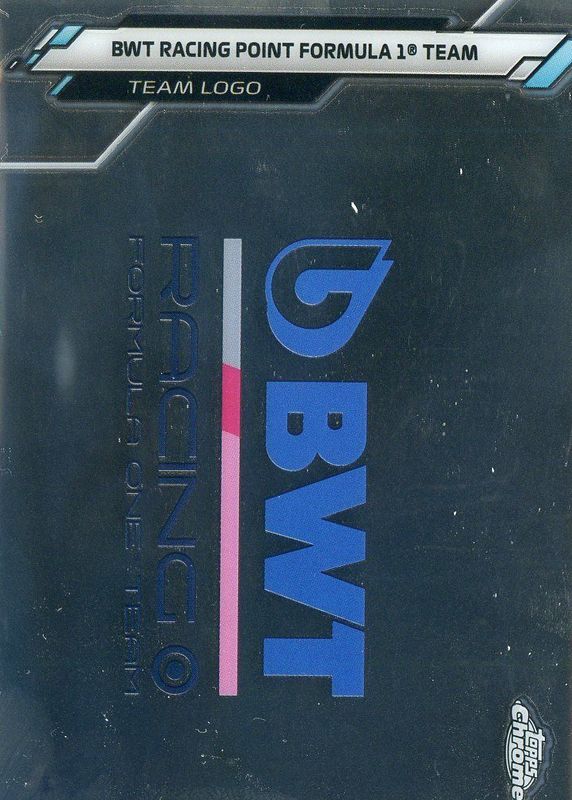 BWT RACING POINT FORMULA 1® TEAM
TEAM LOGO
BWT
RACING
FORMULA ONE TEAM
Topps
Chrome